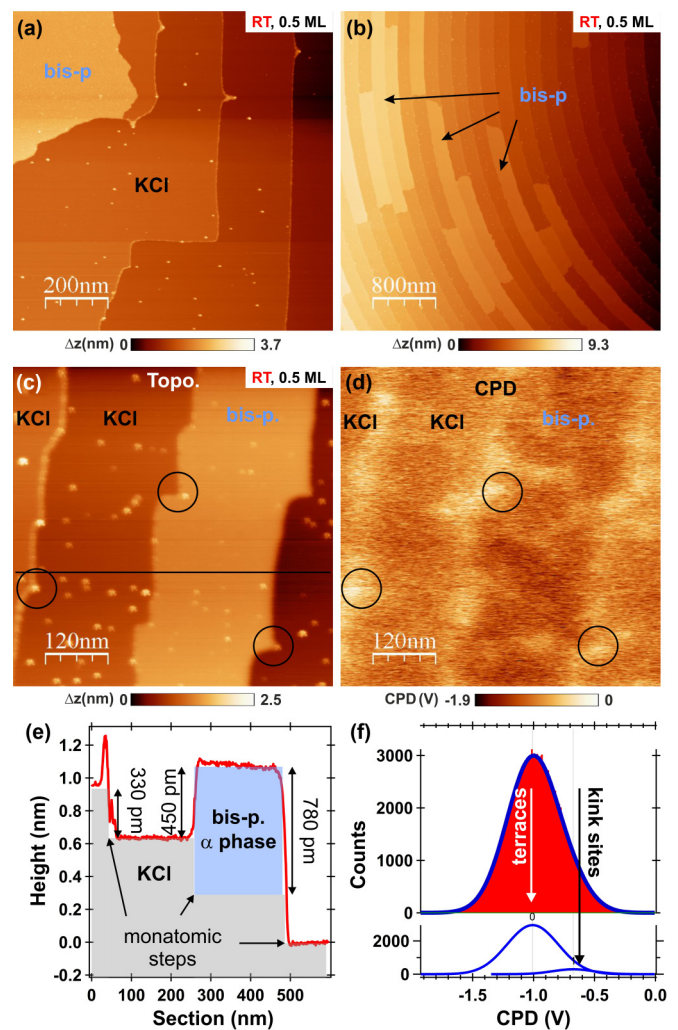 (a)
RT, 0.5 ML
bis-p
KCl
200nm
Δz(nm) 0 3.7
(b)
RT, 0.5 ML
bis-p
800nm
Δz(nm) 0 9.3
(c)
Topo.
RT, 0.5 ML
KCl KCl bis-p.
120nm
Δz(nm) 0 2.5
(d)
CPD
KCl KCl bis-p.
120nm
CPD (V) -1.9 0
(e)
1.2
1.0
0.8
0.6
0.4
0.2
0.0
-0.2
Height (nm)
330 pm
450 pm
780 pm
bis-p.
α phase
KCl
monatomic
steps
0 100 200 300 400 500
Section (nm)
(f)
3000
2000
1000
0
Counts
terraces
kink sites
0
2000
0
-1.5 -1.0 -0.5 0.0
CPD (V)